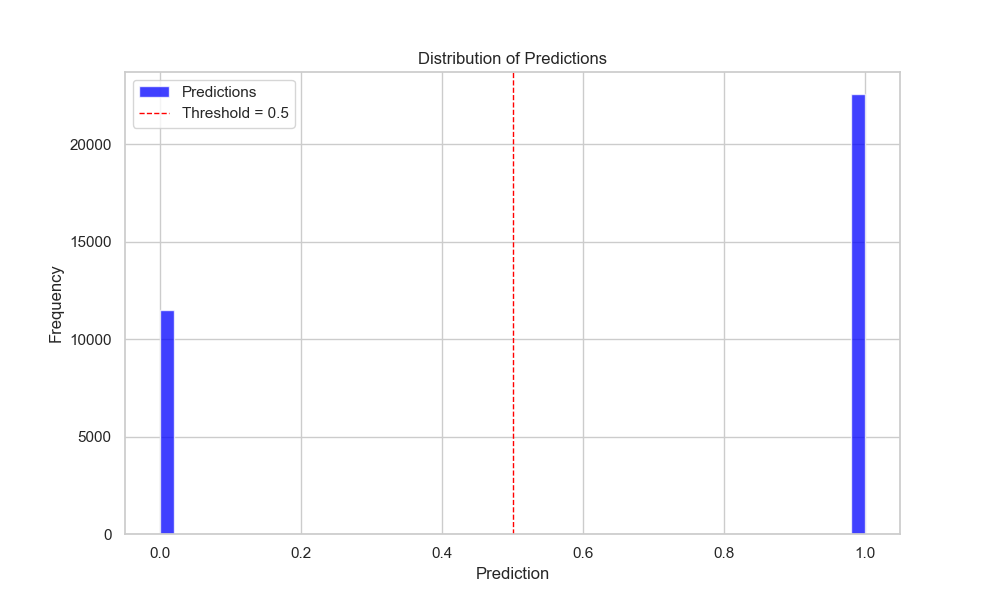 Distribution of Predictions
Predictions
Threshold = 0.5
20000
15000
10000
5000
0
Frequency
0.0 0.2 0.4 0.6 0.8 1.0
Prediction